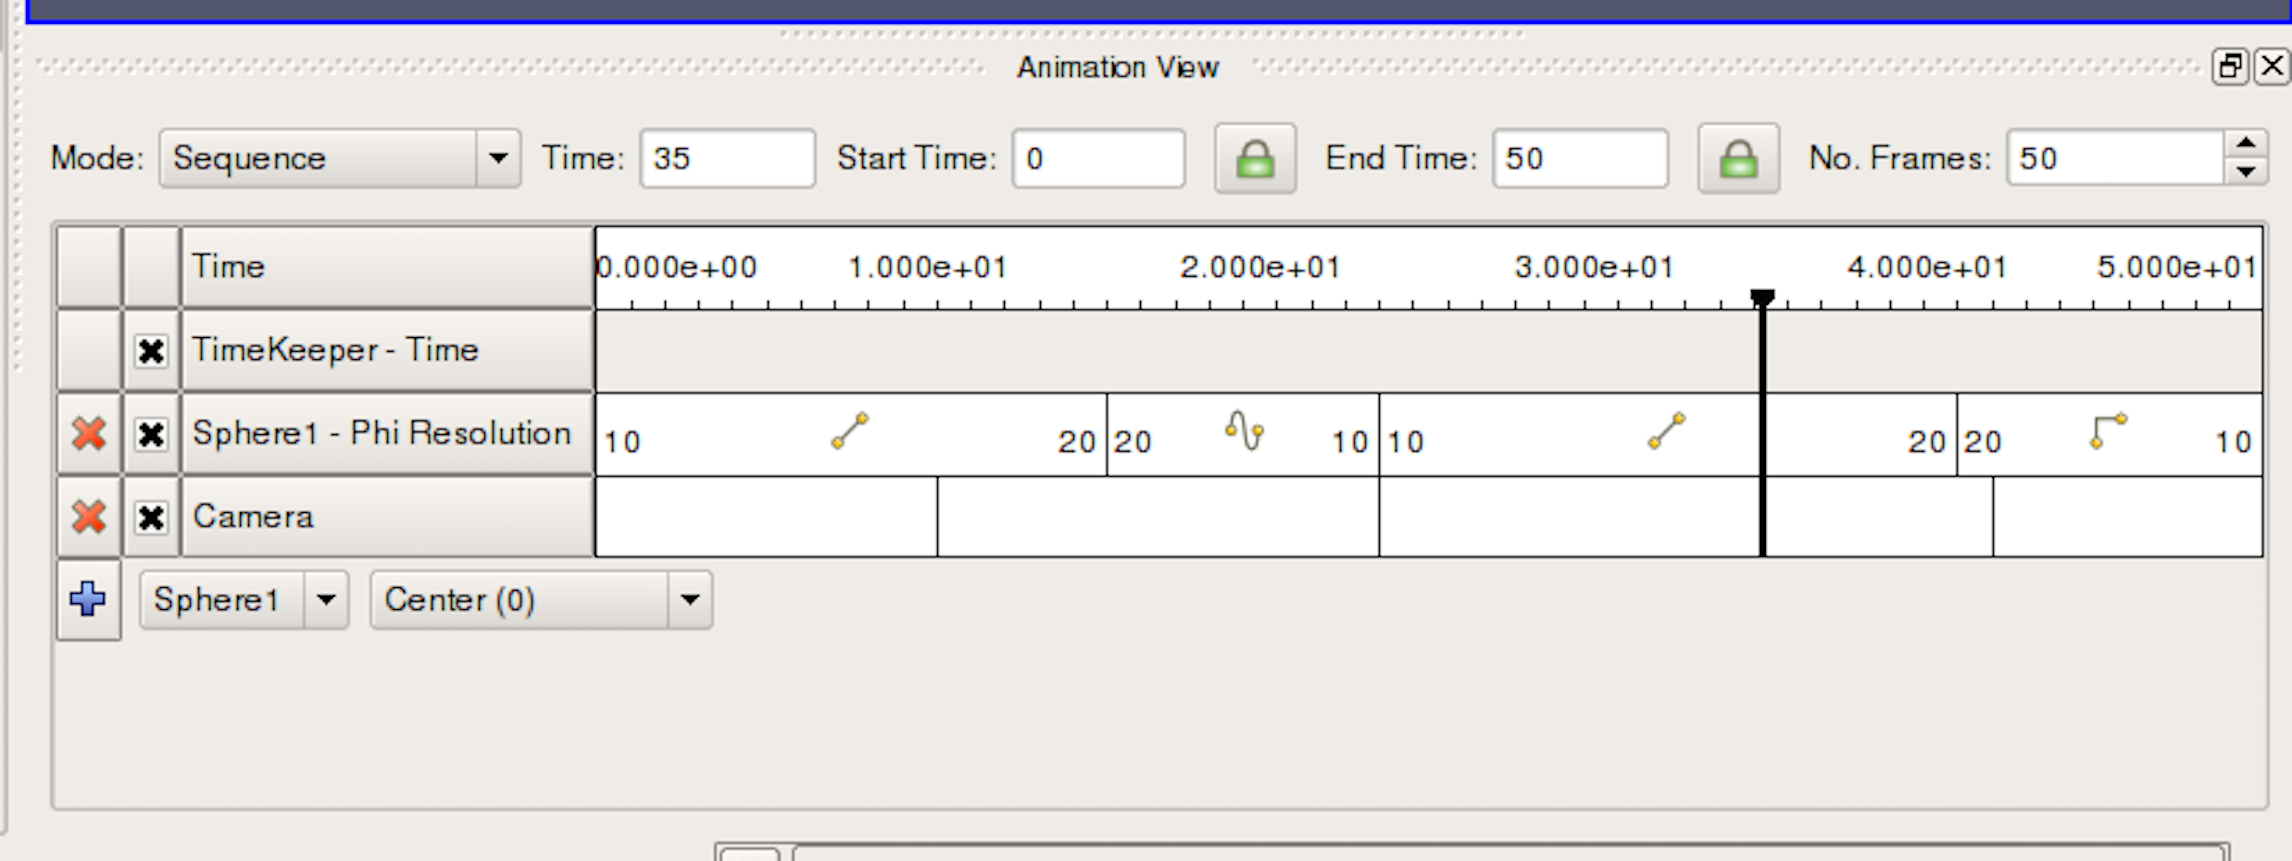 Animation View
Mode: Sequence Time: 35 Start Time: 0 End Time: 50 No. Frames: 50
Time 0.000e+00 1.000e+01 2.000e+01 3.000e+01 4.000e+01 5.000e+01
TimeKeeper - Time
Sphere1 - Phi Resolution 10 20 20 10 10 20 20 10
Camera
Sphere1 Center (0)